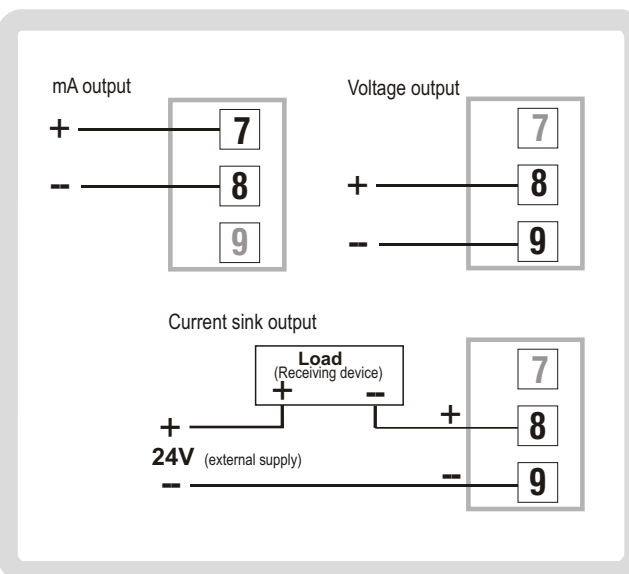 mA output
+ 7
-- 8
9
Voltage output
7
+ 8
-- 9
Current sink output
Load
(Receiving device)
+ --
7
+ + 8
24V (external supply)
-- -- 9